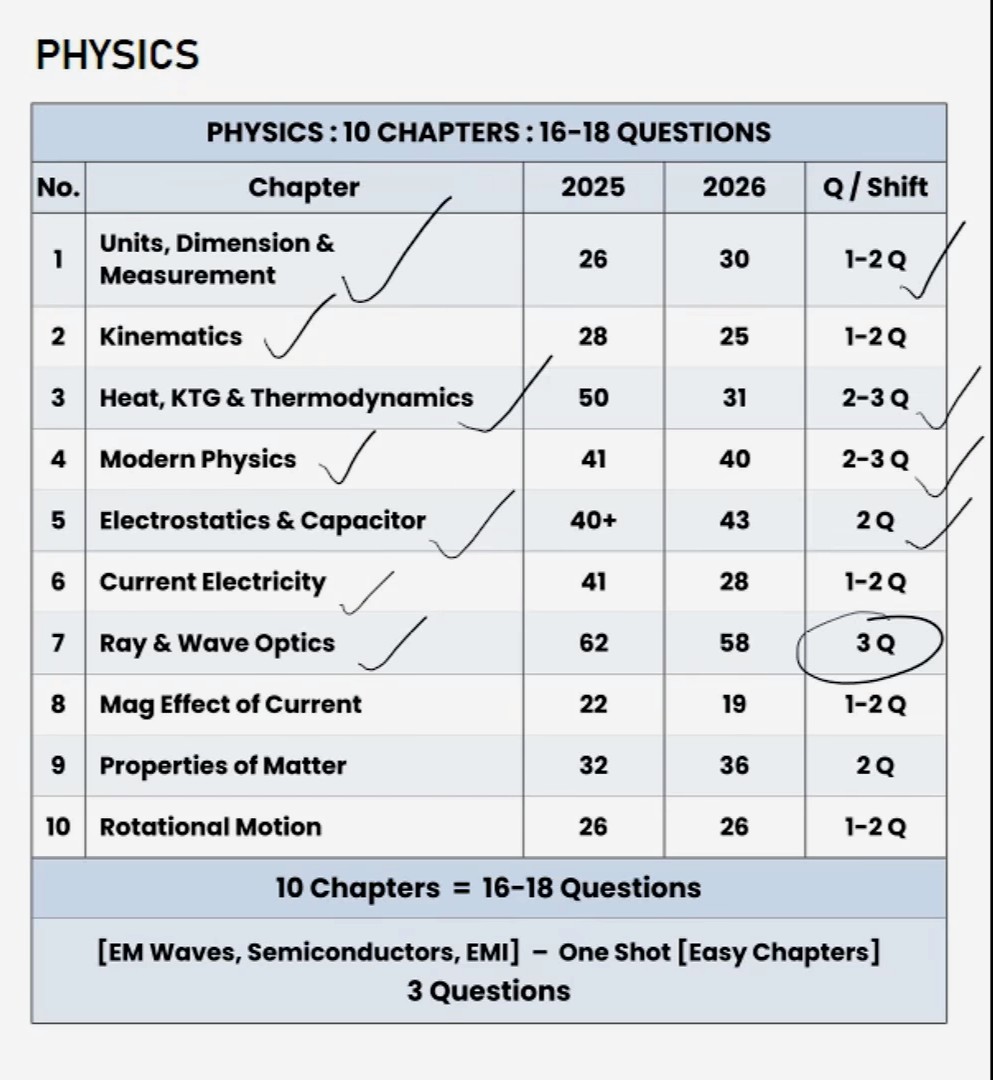 PHYSICS
PHYSICS : 10 CHAPTERS : 16-18 QUESTIONS
No. Chapter 2025 2026 Q / Shift
1 Units, Dimension & Measurement 26 30 1-2 Q
2 Kinematics 28 25 1-2 Q
3 Heat, KTG & Thermodynamics 50 31 2-3 Q
4 Modern Physics 41 40 2-3 Q
5 Electrostatics & Capacitor 40+ 43 2 Q
6 Current Electricity 41 28 1-2 Q
7 Ray & Wave Optics 62 58 3 Q
8 Mag Effect of Current 22 19 1-2 Q
9 Properties of Matter 32 36 2 Q
10 Rotational Motion 26 26 1-2 Q
10 Chapters = 16-18 Questions
[EM Waves, Semiconductors, EMI] – One Shot [Easy Chapters]
3 Questions